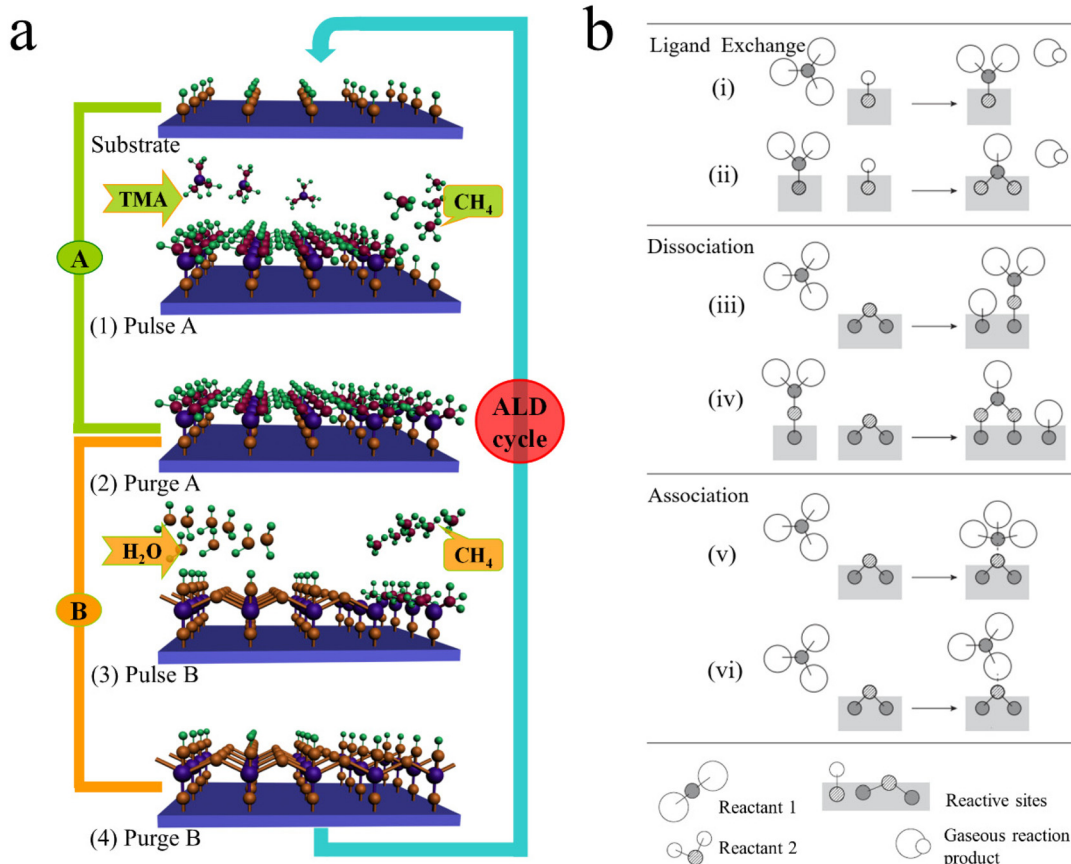 a
Substrate
TMA
CH₄
A
(1) Pulse A
(2) Purge A
ALD
cycle
H₂O
CH₄
B
(3) Pulse B
(4) Purge B
b
Ligand Exchange
(i)
(ii)
Dissociation
(iii)
(iv)
Association
(v)
(vi)
Reactant 1
Reactive sites
Reactant 2
Gaseous reaction
product